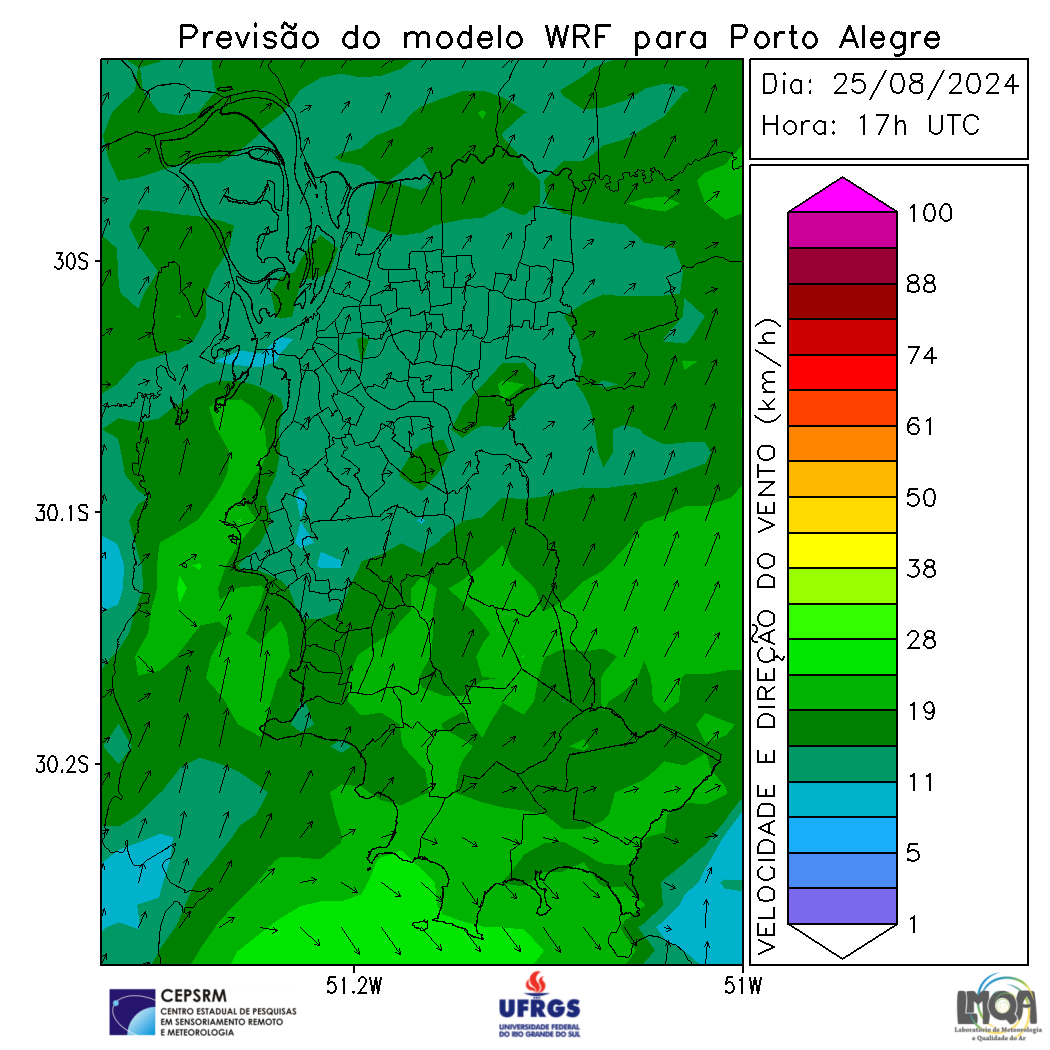 Previsão do modelo WRF para Porto Alegre
Dia: 25/08/2024
Hora: 17h UTC
30S
30.1S
30.2S
51.2W
51W
VELOCIDADE E DIREÇÃO DO VENTO (km/h)
100
88
74
61
50
38
28
19
11
5
1
CEPSRM
CENTRO ESTADUAL DE PESQUISAS
EM SENSORIAMENTO REMOTO
E METEOROLOGIA
UFRGS
UNIVERSIDADE FEDERAL
DO RIO GRANDE DO SUL
LMQA
Laboratório de Meteorologia
e Qualidade do Ar